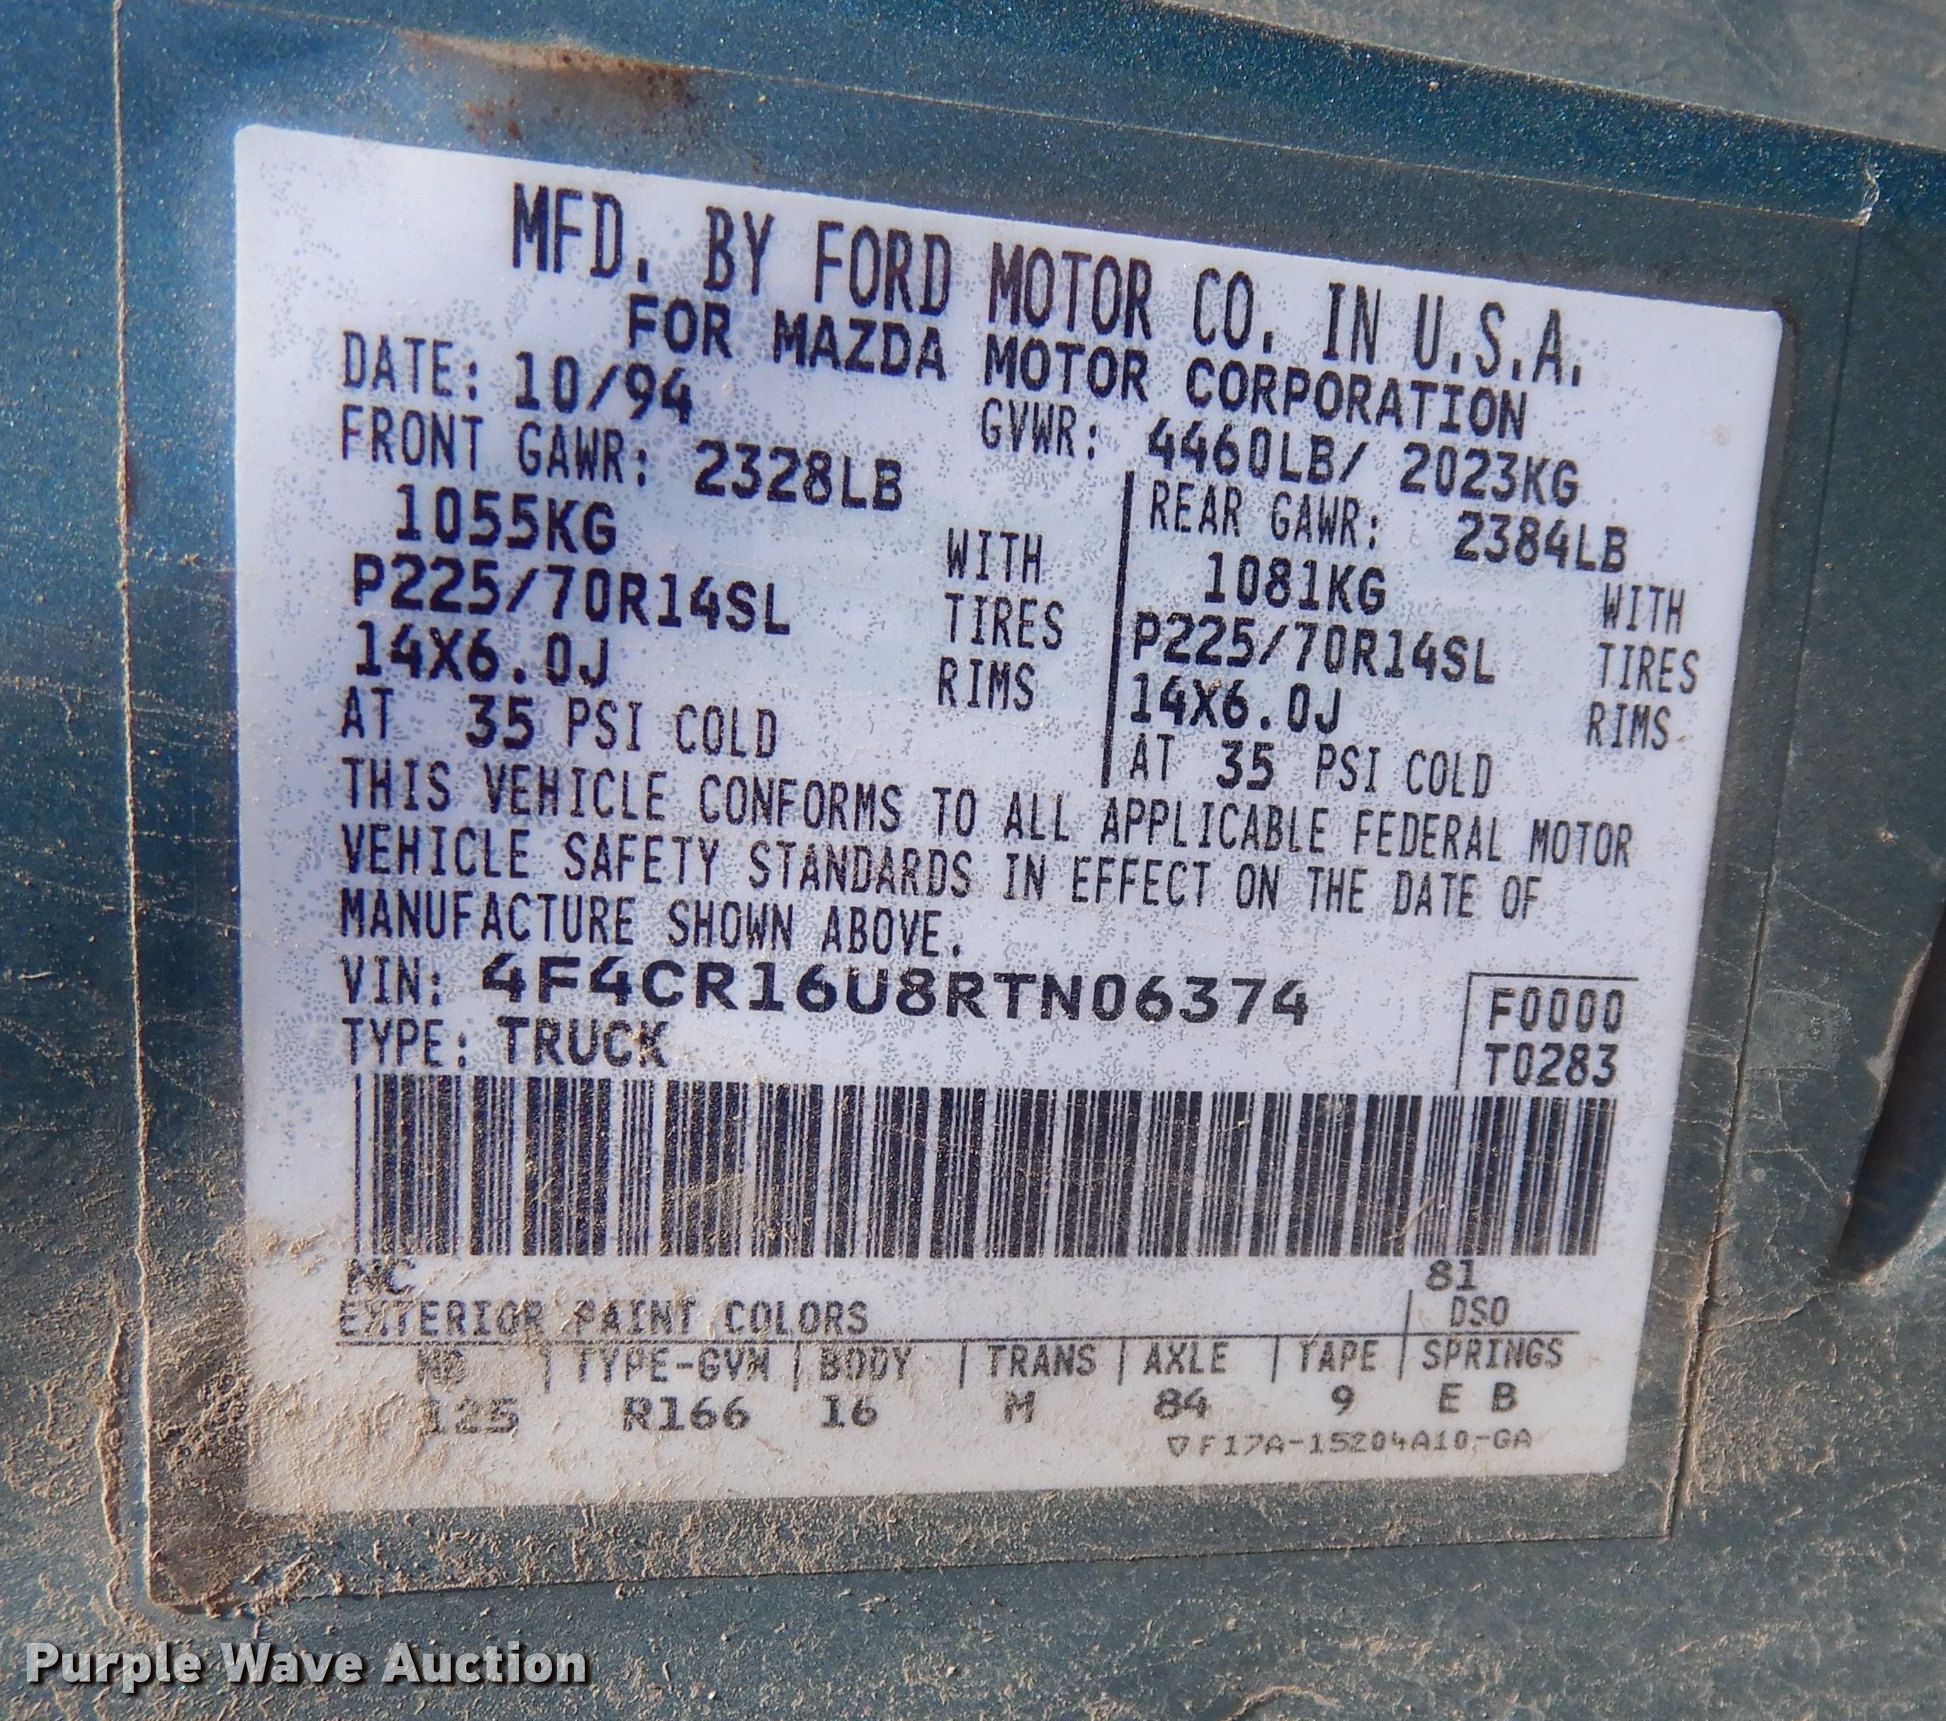 MFD. BY FORD MOTOR CO. IN U.S.A.
FOR MAZDA MOTOR CORPORATION
DATE: 10/94 GVWR: 4460LB/ 2023KG
FRONT GAWR: 2328LB REAR GAWR: 2384LB
1055KG WITH 1081KG WITH
P225/70R14SL TIRES P225/70R14SL TIRES
14X6.0J RIMS 14X6.0J RIMS
AT 35 PSI COLD AT 35 PSI COLD
THIS VEHICLE CONFORMS TO ALL APPLICABLE FEDERAL MOTOR
VEHICLE SAFETY STANDARDS IN EFFECT ON THE DATE OF
MANUFACTURE SHOWN ABOVE.
VIN: 4F4CR16U8RTN06374 F0000
TYPE: TRUCK T0283
NC 81
EXTERIOR PAINT COLORS DSO
WB TYPE-GVM BODY TRANS AXLE TAPE SPRINGS
125 R166 16 M 84 9 E B
▽F17A-15204A10-GA
Purple Wave Auction